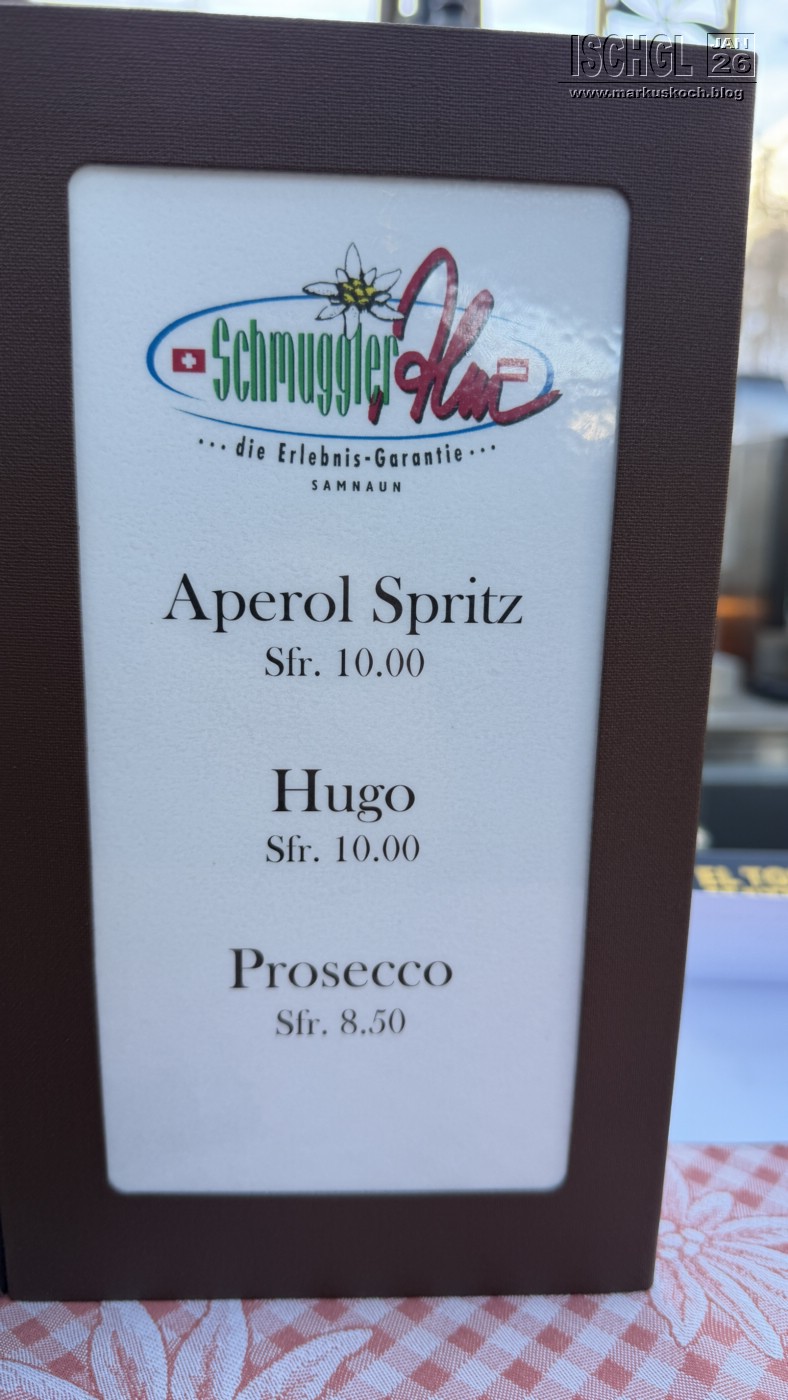 ISCHGL JAN 26
www.markuskoch.blog
Schmuggler Alm
...die Erlebnis-Garantie...
SAMNAUN
Aperol Spritz
Sfr. 10.00
Hugo
Sfr. 10.00
Prosecco
Sfr. 8.50